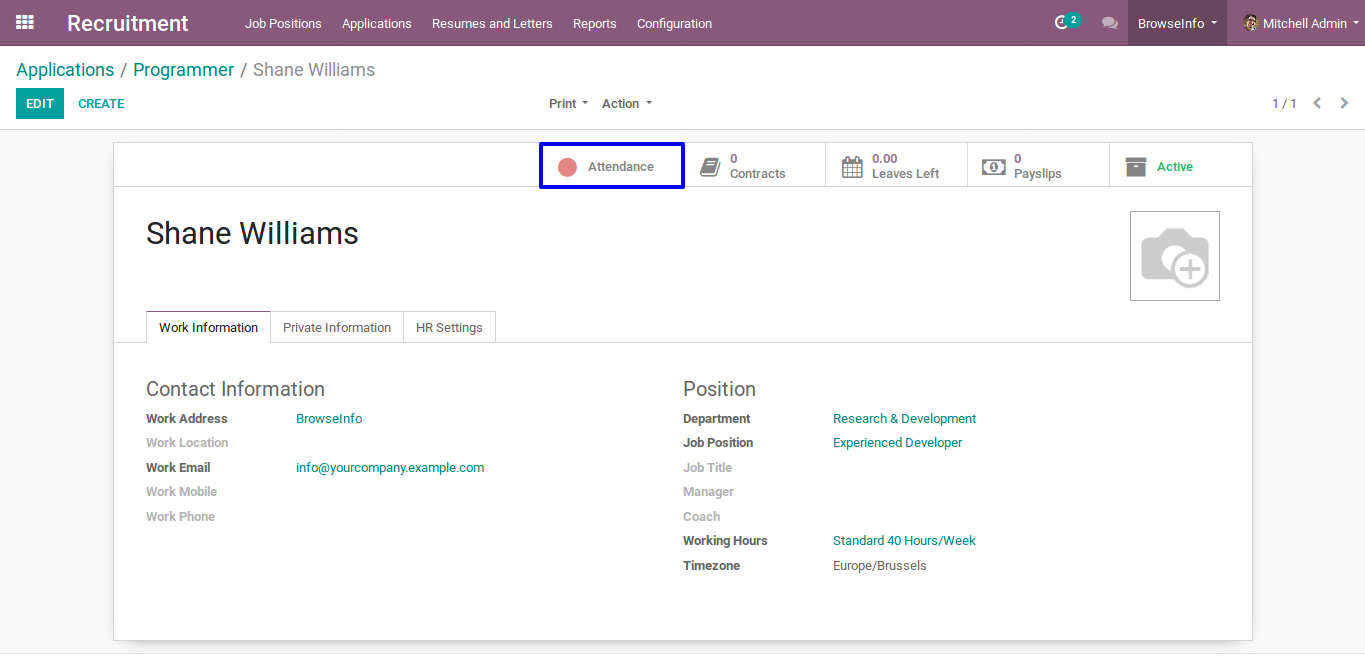 Recruitment Job Positions Applications Resumes and Letters Reports Configuration 2 BrowseInfo Mitchell Admin
Applications / Programmer / Shane Williams
EDIT CREATE Print Action 1 / 1
Attendance 0 Contracts 0.00 Leaves Left 0 Payslips Active
Shane Williams
Work Information Private Information HR Settings
Contact Information
Work Address BrowseInfo
Work Location
Work Email info@yourcompany.example.com
Work Mobile
Work Phone
Position
Department Research & Development
Job Position Experienced Developer
Job Title
Manager
Coach
Working Hours Standard 40 Hours/Week
Timezone Europe/Brussels